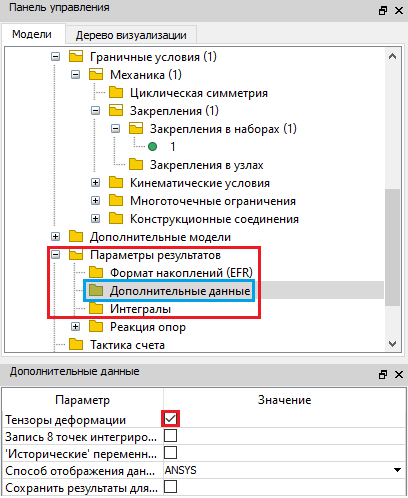 Панель управления
Модели
Дерево визуализации
Граничные условия (1)
Механика (1)
Циклическая симметрия
Закрепления (1)
Закрепления в наборах (1)
1
Закрепления в узлах
Кинематические условия
Многоточечные ограничения
Конструкционные соединения
Дополнительные модели
Параметры результатов
Формат накоплений (EFR)
Дополнительные данные
Интегралы
Реакция опор
Тактика счета
Дополнительные данные
Параметр Значение
Тензоры деформации
Запись 8 точек интегриро...
'Исторические' переменн...
Способ отображения дан... ANSYS
Сохранить результаты для...